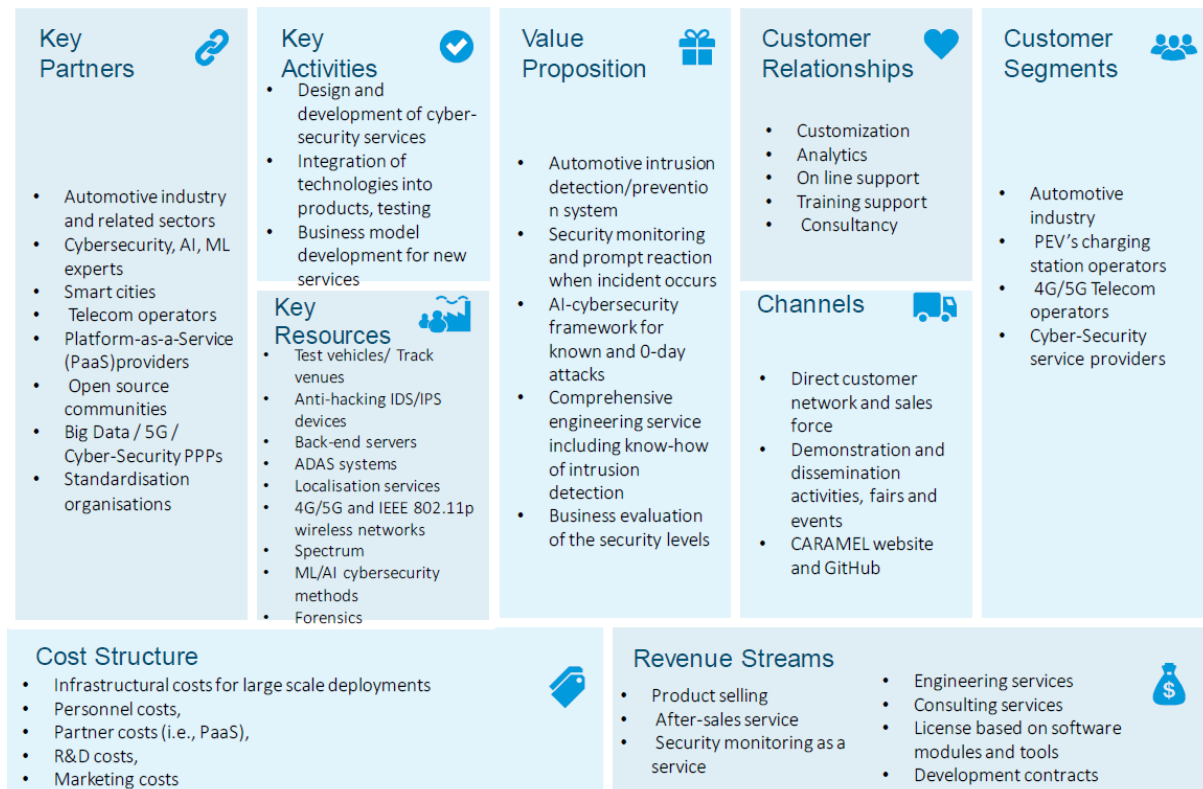 Key
Partners
• Automotive industry
and related sectors
• Cybersecurity, AI, ML
experts
• Smart cities
• Telecom operators
• Platform-as-a-Service
(PaaS)providers
• Open source
communities
• Big Data / 5G /
Cyber-Security PPPs
• Standardisation
organisations
Key
Activities
• Design and
development of cyber-
security services
• Integration of
technologies into
products, testing
• Business model
development for new
services
Key
Resources
• Test vehicles/ Track
venues
• Anti-hacking IDS/IPS
devices
• Back-end servers
• ADAS systems
• Localisation services
• 4G/5G and IEEE 802.11p
wireless networks
• Spectrum
• ML/AI cybersecurity
methods
• Forensics
Value
Proposition
• Automotive intrusion
detection/preventio
n system
• Security monitoring
and prompt reaction
when incident occurs
• AI-cybersecurity
framework for
known and 0-day
attacks
• Comprehensive
engineering service
including know-how
of intrusion
detection
• Business evaluation
of the security levels
Customer
Relationships
• Customization
• Analytics
• On line support
• Training support
• Consultancy
Channels
• Direct customer
network and sales
force
• Demonstration and
dissemination
activities, fairs and
events
• CARAMEL website
and GitHub
Customer
Segments
• Automotive
industry
• PEV's charging
station operators
• 4G/5G Telecom
operators
• Cyber-Security
service providers
Cost Structure
• Infrastructural costs for large scale deployments
• Personnel costs,
• Partner costs (i.e., PaaS),
• R&D costs,
• Marketing costs
Revenue Streams
• Product selling
• After-sales service
• Security monitoring as a
service
• Engineering services
• Consulting services
• License based on software
modules and tools
• Development contracts
$